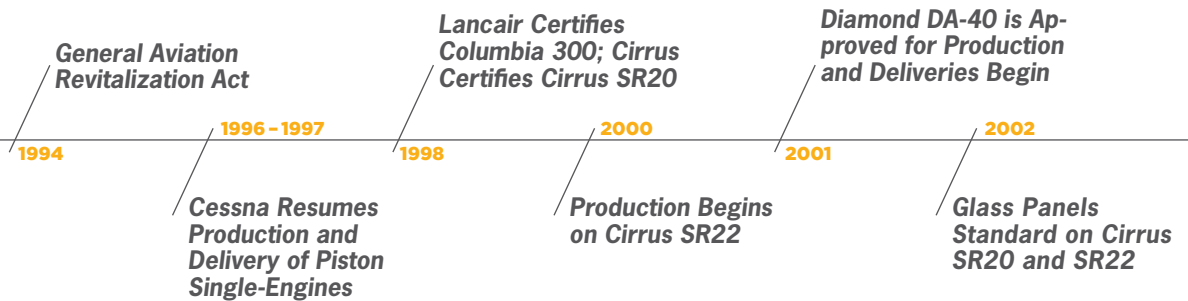 General Aviation
Revitalization Act
1994
1996–1997
Cessna Resumes
Production and
Delivery of Piston
Single-Engines
Lancair Certifies
Columbia 300; Cirrus
Certifies Cirrus SR20
1998
2000
Production Begins
on Cirrus SR22
Diamond DA-40 is Ap-
proved for Production
and Deliveries Begin
2001
2002
Glass Panels
Standard on Cirrus
SR20 and SR22